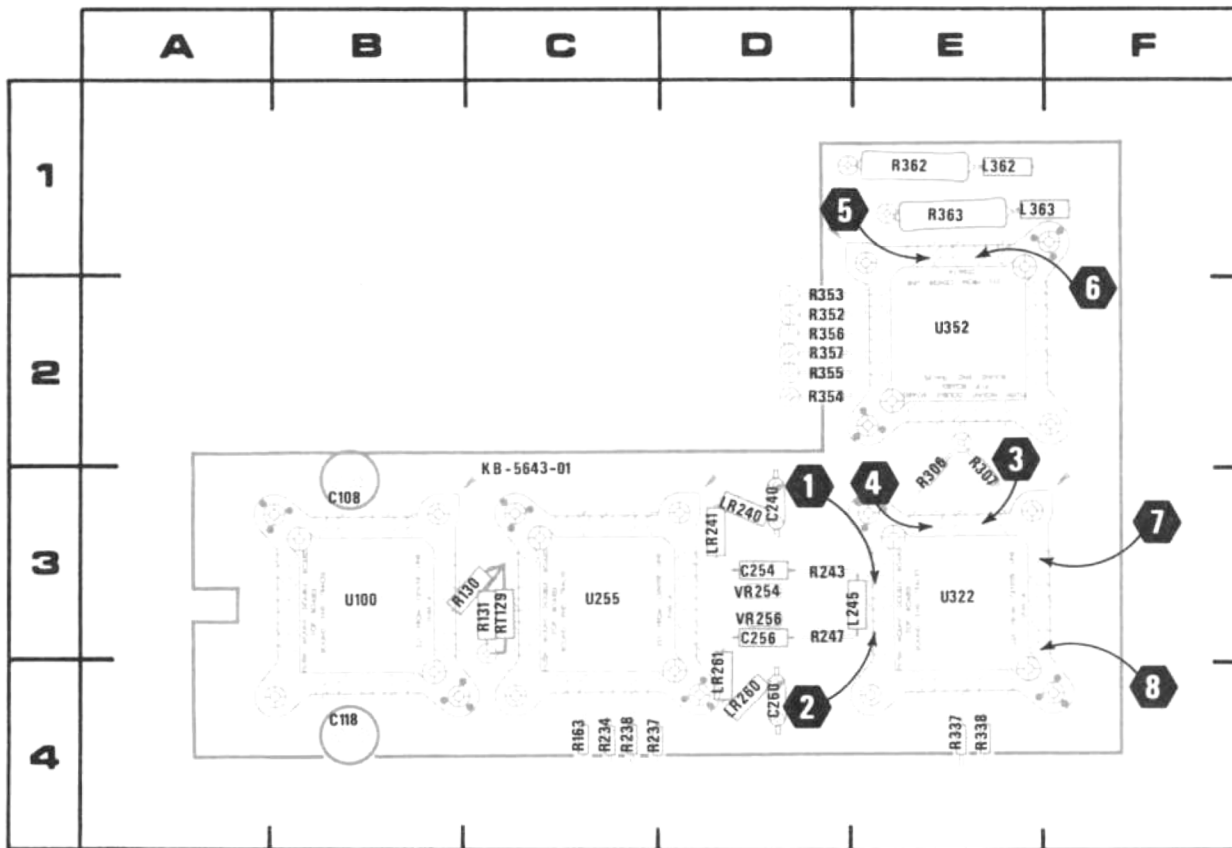 A B C D E F
1
R362 L362
5 R363 L363
6
R353
R352
R356 U352
2 R357
R355
R354
KB-5643-01
R306 R307 3
C108 1 4
LR241 LR240 C240
7
3 C254 R243
R130 VR254
U100 R131 RT129 U255 L245 U322
VR256
C256 R247
LR261 LR260 C260 2 8
C118
R163 R234 R238 R237 R337 R338
4